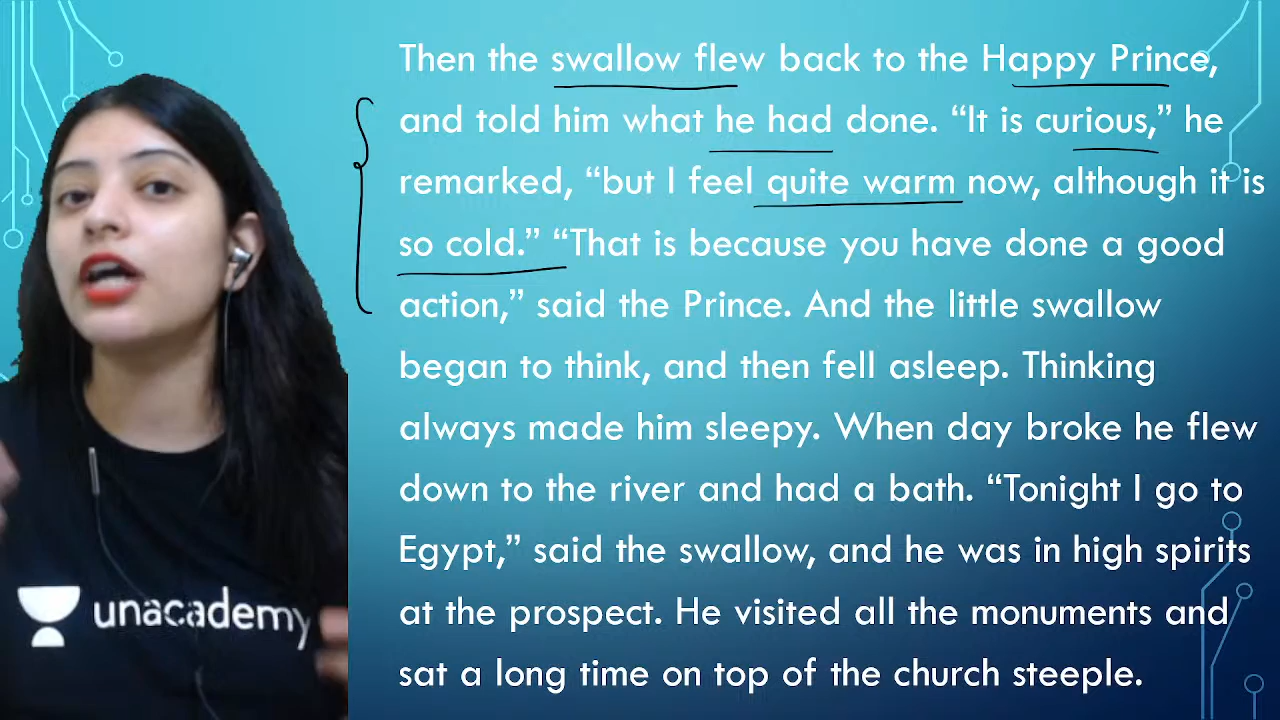 Then the swallow flew back to the Happy Prince,
and told him what he had done. “It is curious,” he
remarked, “but I feel quite warm now, although it is
so cold.” “That is because you have done a good
action,” said the Prince. And the little swallow
began to think, and then fell asleep. Thinking
always made him sleepy. When day broke he flew
down to the river and had a bath. “Tonight I go to
Egypt,” said the swallow, and he was in high spirits
at the prospect. He visited all the monuments and
sat a long time on top of the church steeple.
unacademy